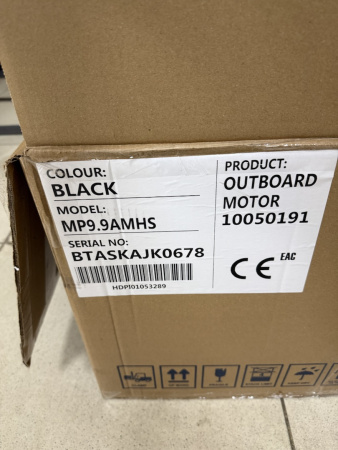 COLOUR:
BLACK
MODEL:
MP9.9AMHS
SERIAL NO:
BTASKAJK0678
HDPI01053289
PRODUCT:
OUTBOARD
MOTOR
10050191
CE EAC